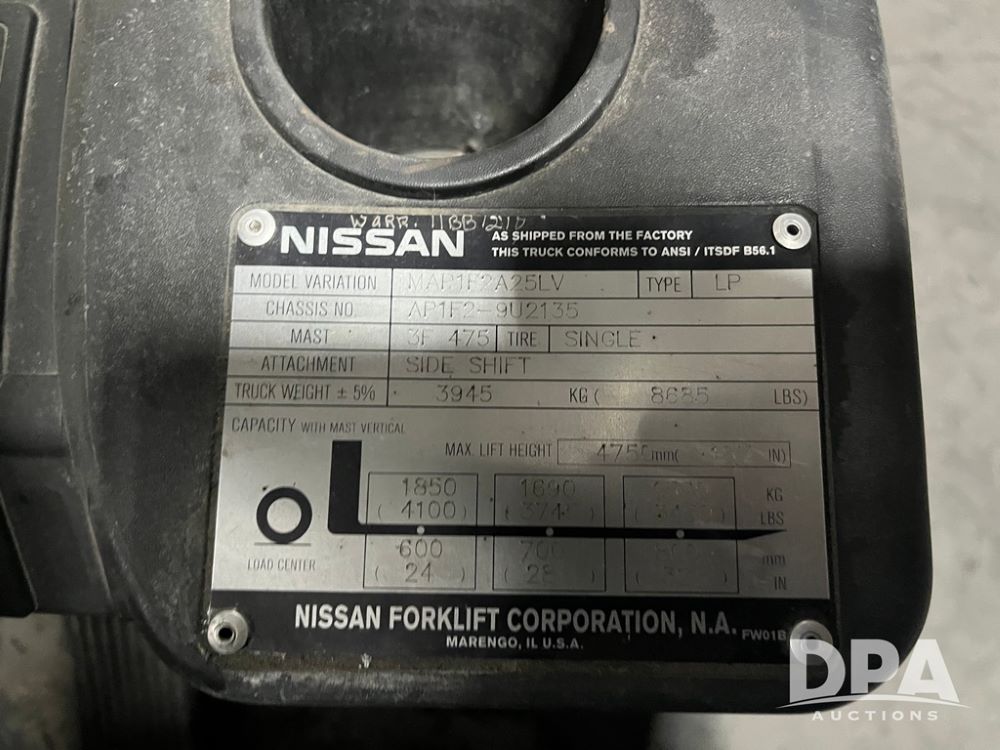 WARR. 11BB1210
NISSAN AS SHIPPED FROM THE FACTORY
THIS TRUCK CONFORMS TO ANSI / ITSDF B56.1
MODEL VARIATION MAP1F2A25LV TYPE LP
CHASSIS NO. AP1F2-9U2135
MAST 3F 475 TIRE SINGLE
ATTACHMENT SIDE SHIFT
TRUCK WEIGHT ± 5% 3945 KG ( 8685 LBS)
CAPACITY WITH MAST VERTICAL
MAX. LIFT HEIGHT 4750mm( IN)
1850 1690 KG
(4100) LBS
600 700 mm
( 24 ) ( 28 ) IN
LOAD CENTER
NISSAN FORKLIFT CORPORATION, N.A. FW01B
MARENGO, IL U.S.A.
DPA
AUCTIONS